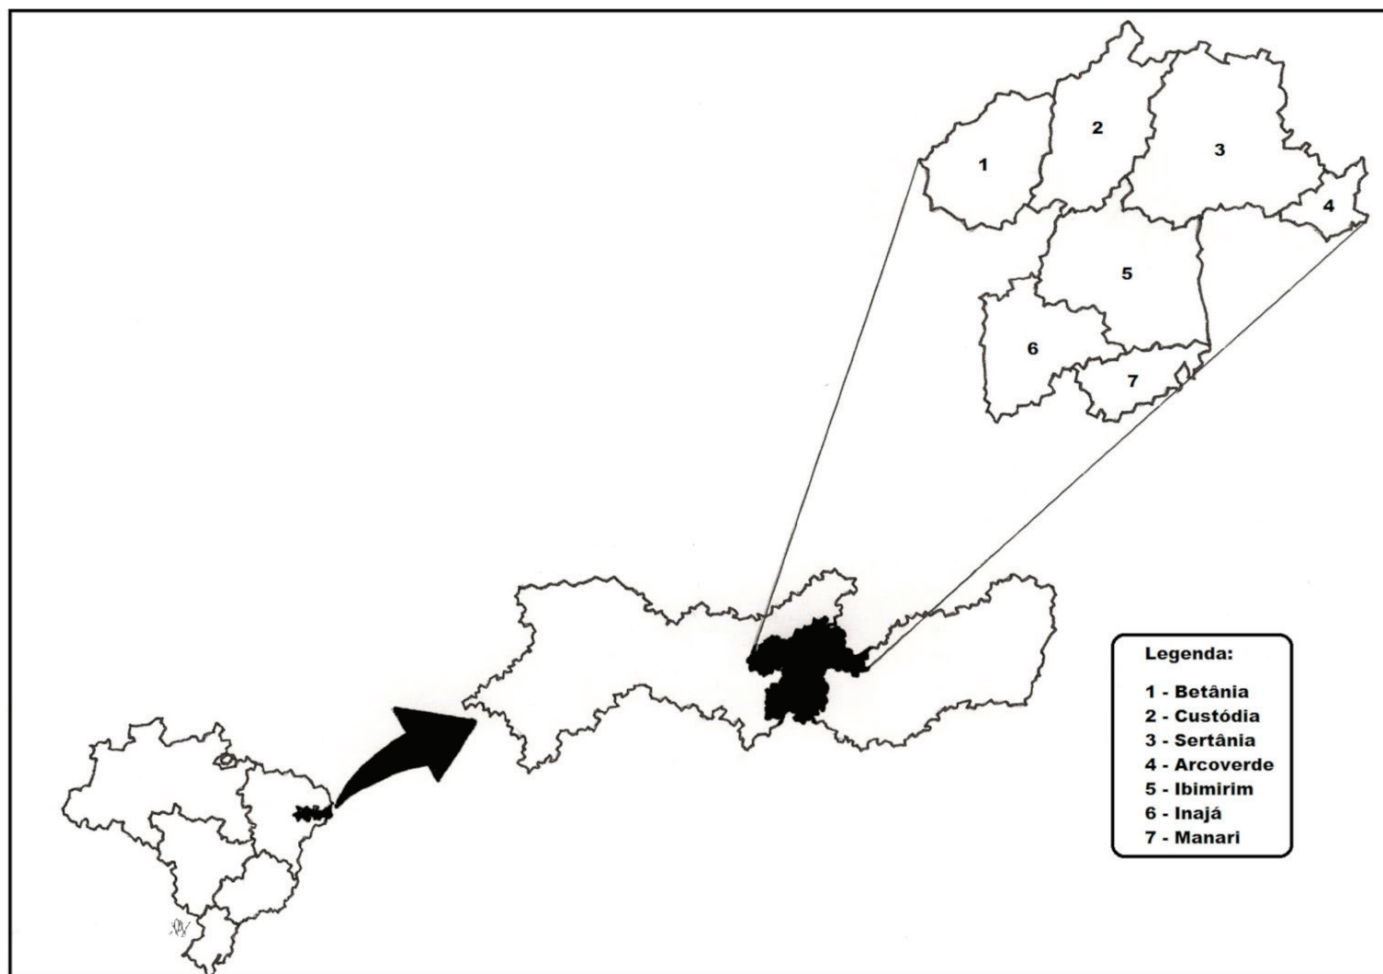 1
2
3
4
5
6
7
Legenda:
1 - Betânia
2 - Custódia
3 - Sertânia
4 - Arcoverde
5 - Ibimirim
6 - Inajá
7 - Manari